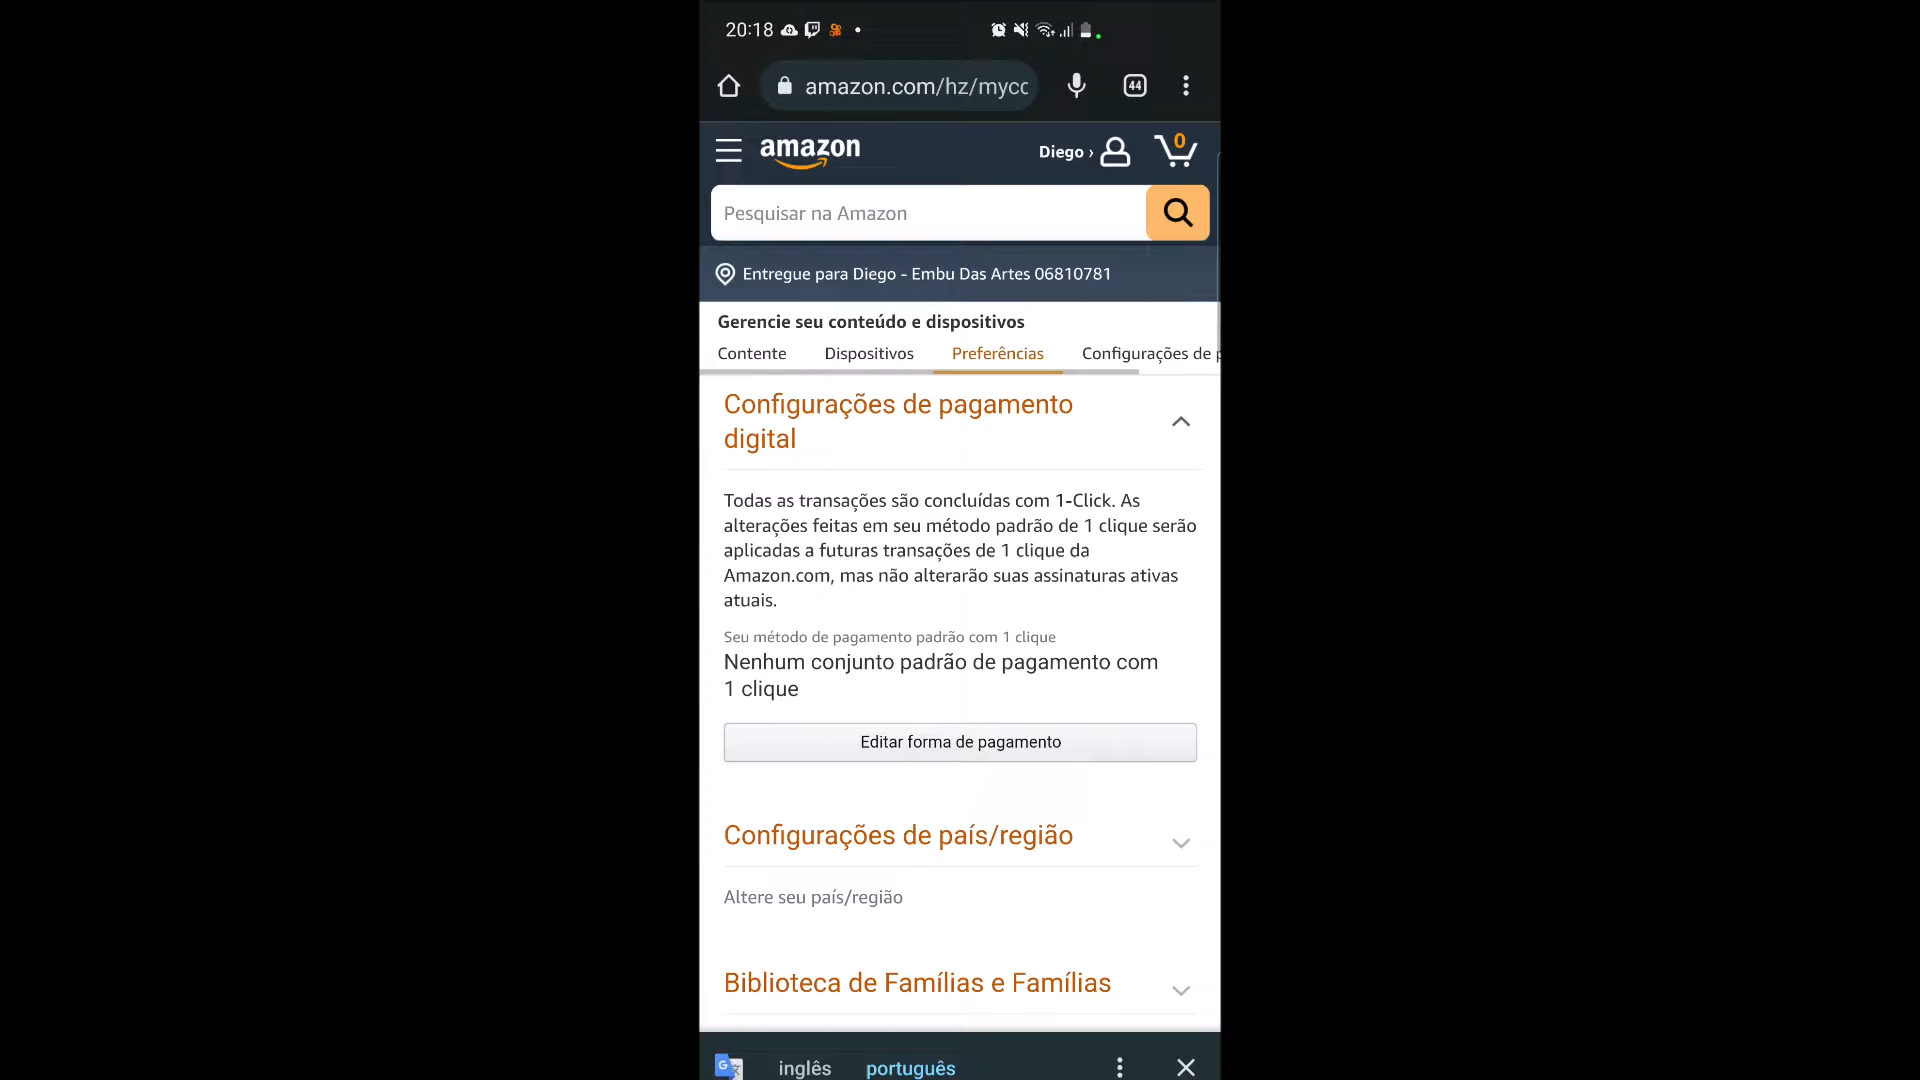 20:18
amazon.com/hz/mycc
44
amazon
Diego ›
0
Pesquisar na Amazon
Entregue para Diego - Embu Das Artes 06810781
Gerencie seu conteúdo e dispositivos
Contente Dispositivos Preferências Configurações de p
Configurações de pagamento
digital
Todas as transações são concluídas com 1-Click. As
alterações feitas em seu método padrão de 1 clique serão
aplicadas a futuras transações de 1 clique da
Amazon.com, mas não alterarão suas assinaturas ativas
atuais.
Seu método de pagamento padrão com 1 clique
Nenhum conjunto padrão de pagamento com
1 clique
Editar forma de pagamento
Configurações de país/região
Altere seu país/região
Biblioteca de Famílias e Famílias
G
inglês português